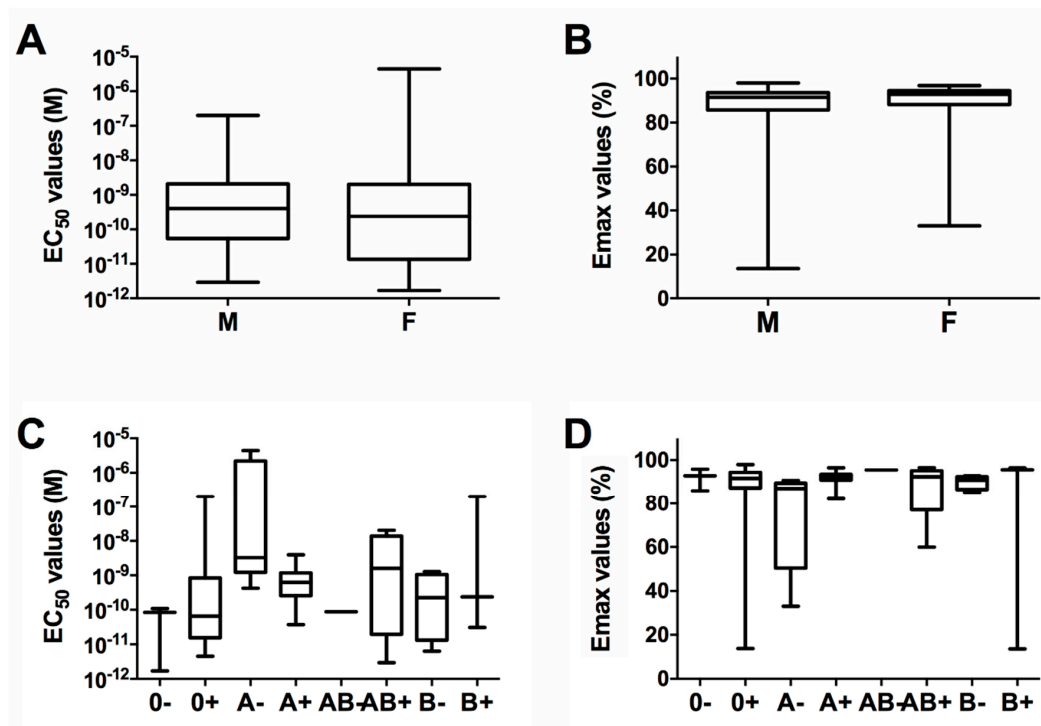 A
EC₅₀ values (M)
10⁻⁵
10⁻⁶
10⁻⁷
10⁻⁸
10⁻⁹
10⁻¹⁰
10⁻¹¹
10⁻¹²
M F
B
Emax values (%)
100
80
60
40
20
0
M F
C
EC₅₀ values (M)
10⁻⁵
10⁻⁶
10⁻⁷
10⁻⁸
10⁻⁹
10⁻¹⁰
10⁻¹¹
10⁻¹²
0- 0+ A- A+ AB- AB+ B- B+
D
Emax values (%)
100
80
60
40
20
0
0- 0+ A- A+ AB- AB+ B- B+